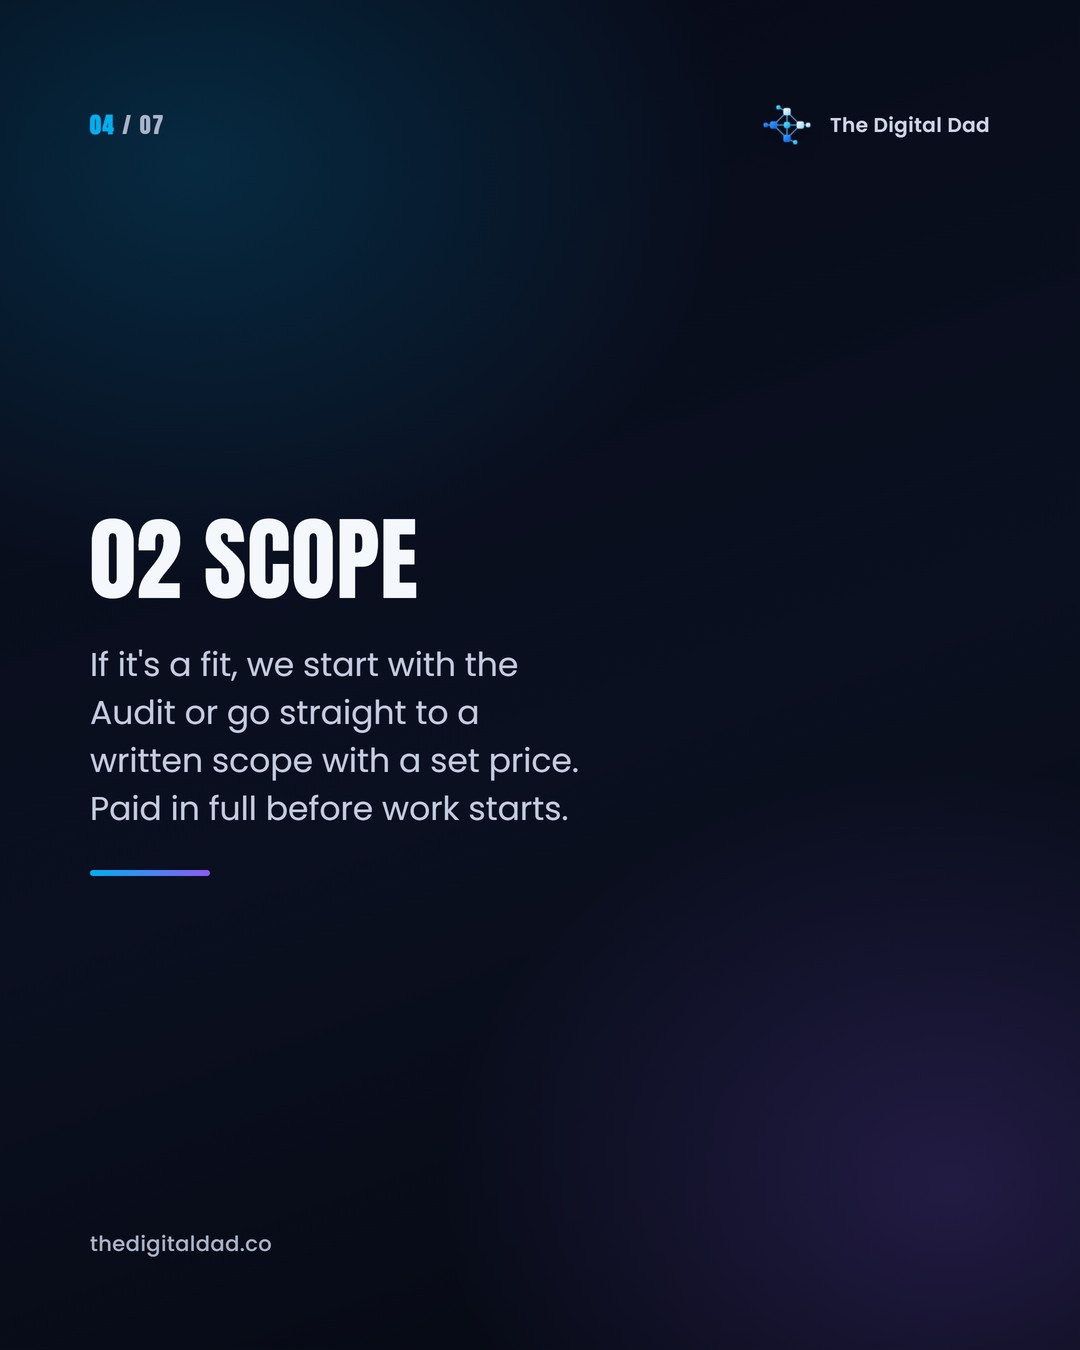 04 / 07
The Digital Dad
02 SCOPE
If it's a fit, we start with the
Audit or go straight to a
written scope with a set price.
Paid in full before work starts.
thedigitaldad.co